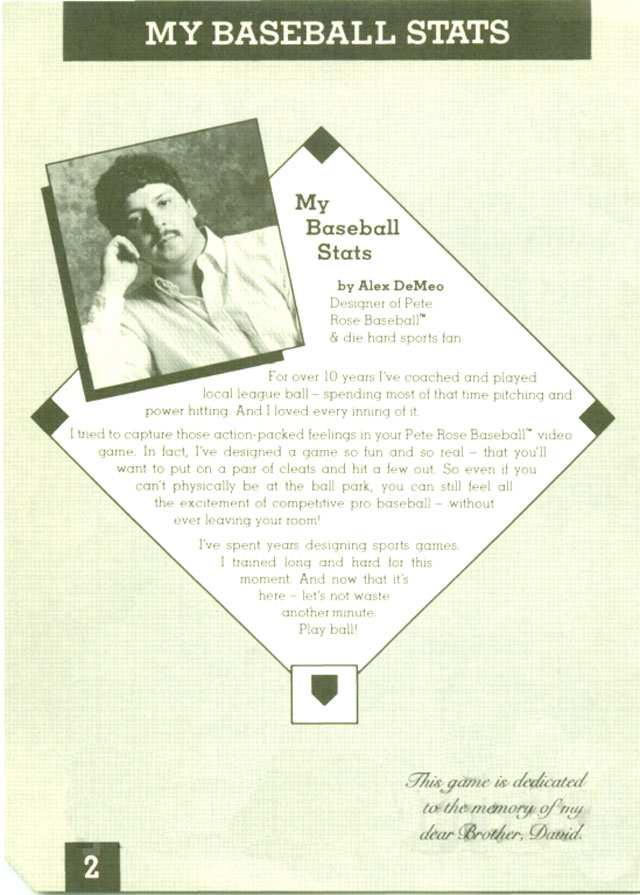 MY BASEBALL STATS
My
Baseball
Stats
by Alex DeMeo
Designer of Pete
Rose Baseball™
& die hard sports fan
For over 10 years I've coached and played
local league ball – spending most of that time pitching and
power hitting. And I loved every inning of it.
I tried to capture those action-packed feelings in your Pete Rose Baseball™ video
game. In fact, I've designed a game so fun and so real – that you'll
want to put on a pair of cleats and hit a few out. So even if you
can't physically be at the ball park, you can still feel all
the excitement of competitive pro baseball – without
ever leaving your room!
I've spent years designing sports games.
I trained long and hard for this
moment. And now that it's
here – let's not waste
another minute.
Play ball!
This game is dedicated
to the memory of my
dear Brother, David.
2